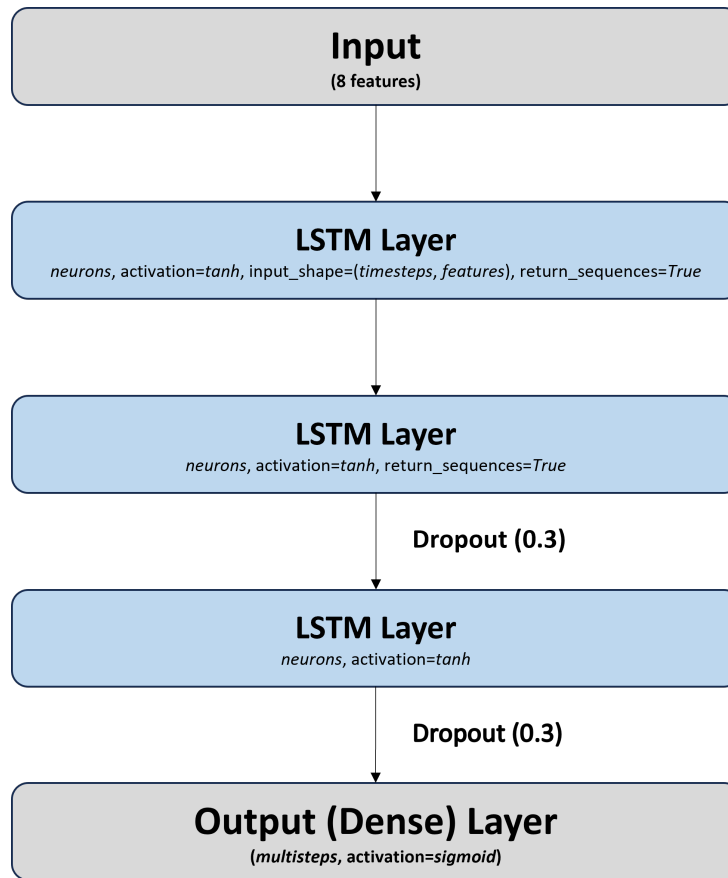 Input
(8 features)
LSTM Layer
neurons, activation=tanh, input_shape=(timesteps, features), return_sequences=True
LSTM Layer
neurons, activation=tanh, return_sequences=True
Dropout (0.3)
LSTM Layer
neurons, activation=tanh
Dropout (0.3)
Output (Dense) Layer
(multisteps, activation=sigmoid)